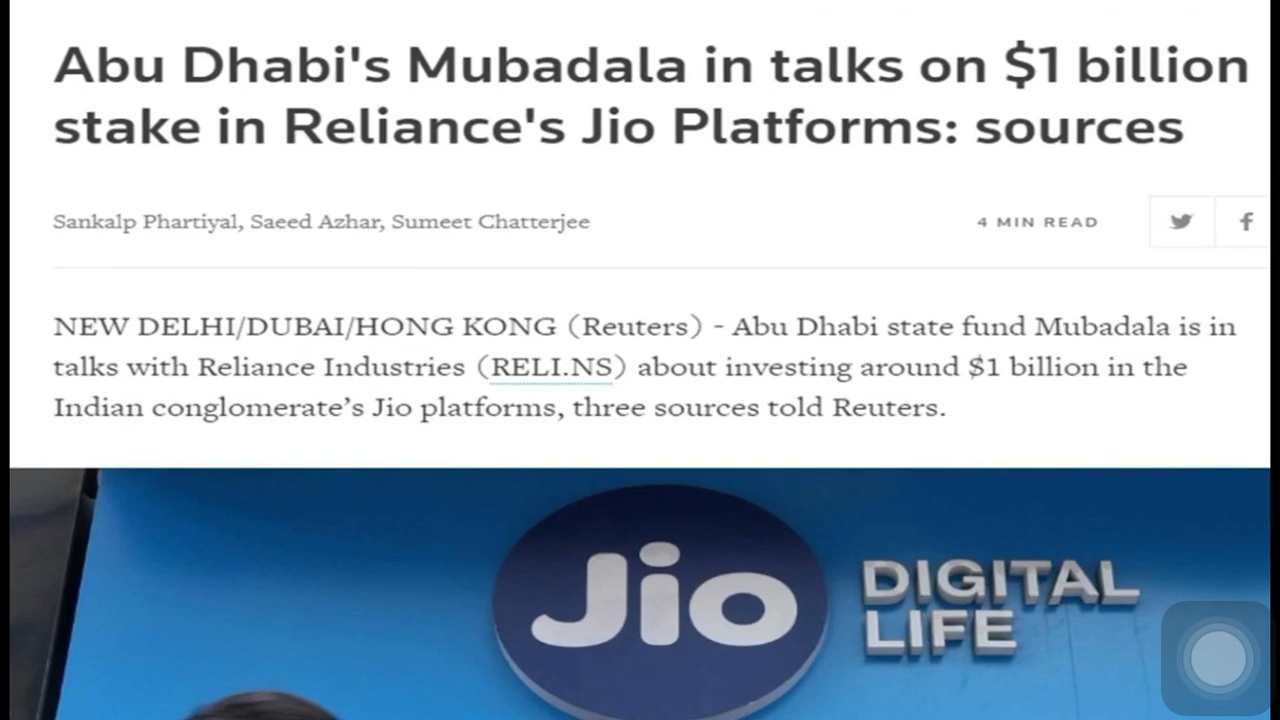 Abu Dhabi's Mubadala in talks on $1 billion
stake in Reliance's Jio Platforms: sources
Sankalp Phartiyal, Saeed Azhar, Sumeet Chatterjee
4 MIN READ
NEW DELHI/DUBAI/HONG KONG (Reuters) - Abu Dhabi state fund Mubadala is in
talks with Reliance Industries (RELI.NS) about investing around $1 billion in the
Indian conglomerate’s Jio platforms, three sources told Reuters.
Jio
DIGITAL
LIFE